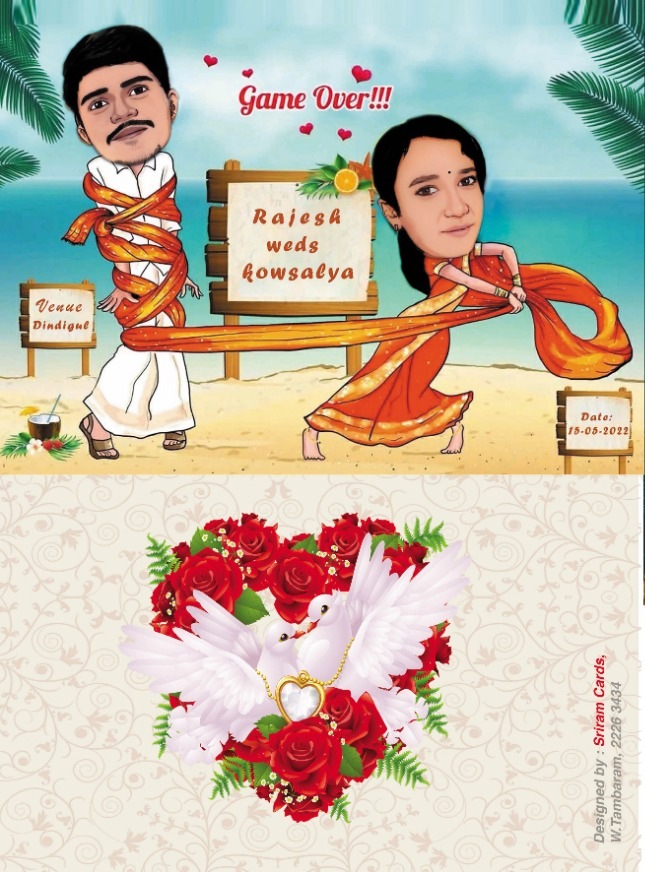 Game Over!!!
Rajesh
weds
kowsalya
Venue
Dindigul
Date:
15-05-2022
Designed by : Sriram Cards,
W.Tambaram, 2226 3434